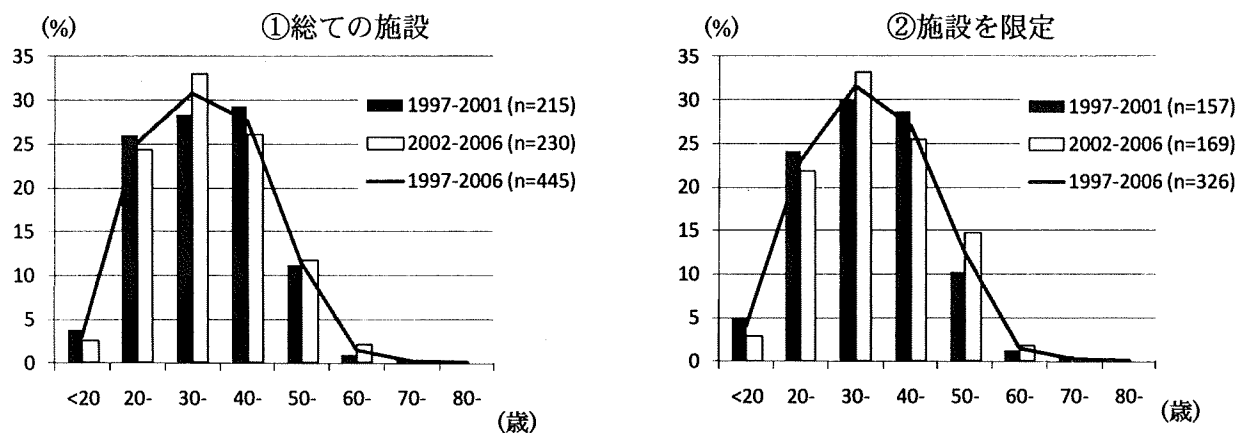 (%) ①総ての施設
35
30
25
20
15
10
5
0
1997-2001 (n=215)
2002-2006 (n=230)
1997-2006 (n=445)
<20 20- 30- 40- 50- 60- 70- 80-
(歳)
(%) ②施設を限定
35
30
25
20
15
10
5
0
1997-2001 (n=157)
2002-2006 (n=169)
1997-2006 (n=326)
<20 20- 30- 40- 50- 60- 70- 80-
(歳)